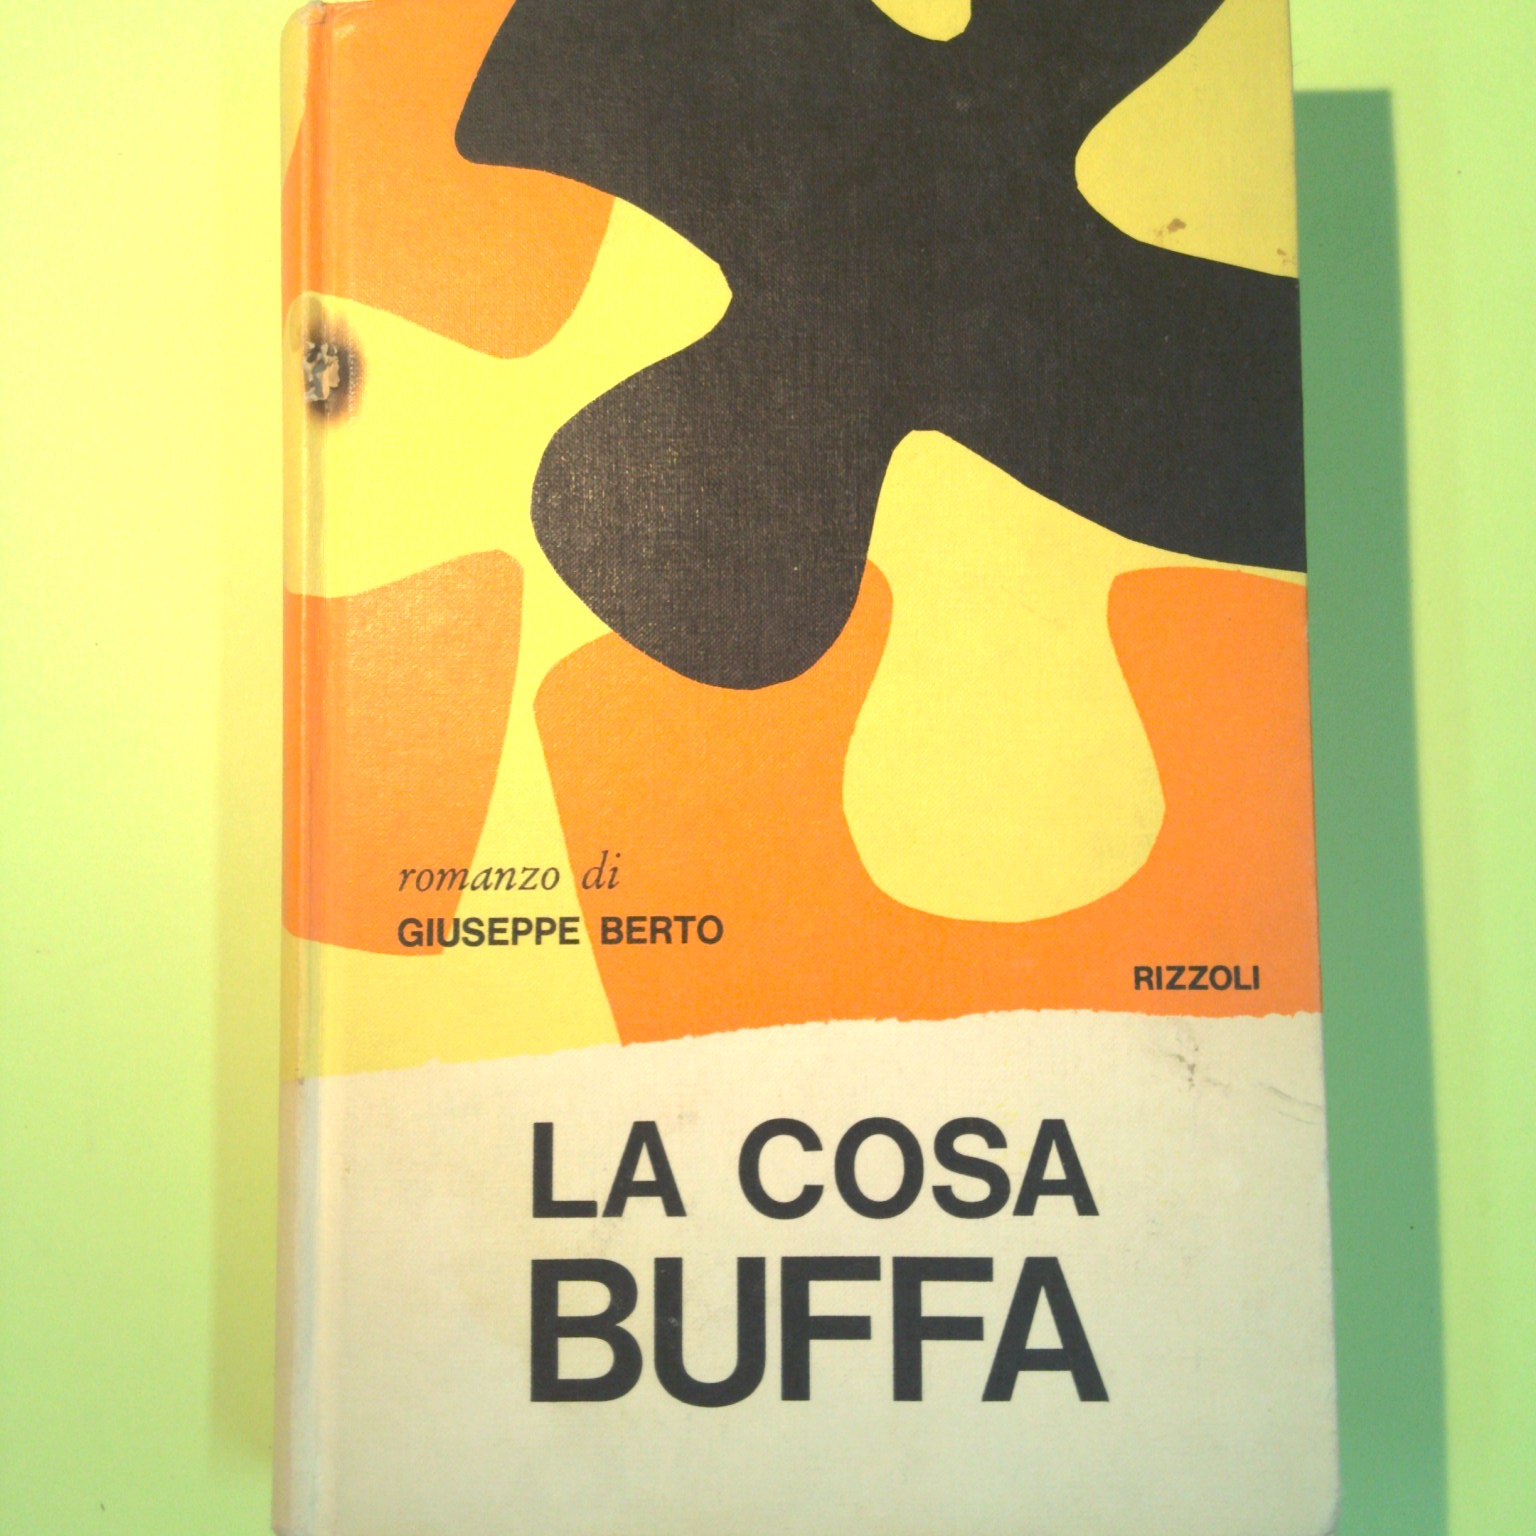 romanzo di
GIUSEPPE BERTO
RIZZOLI
LA COSA
BUFFA